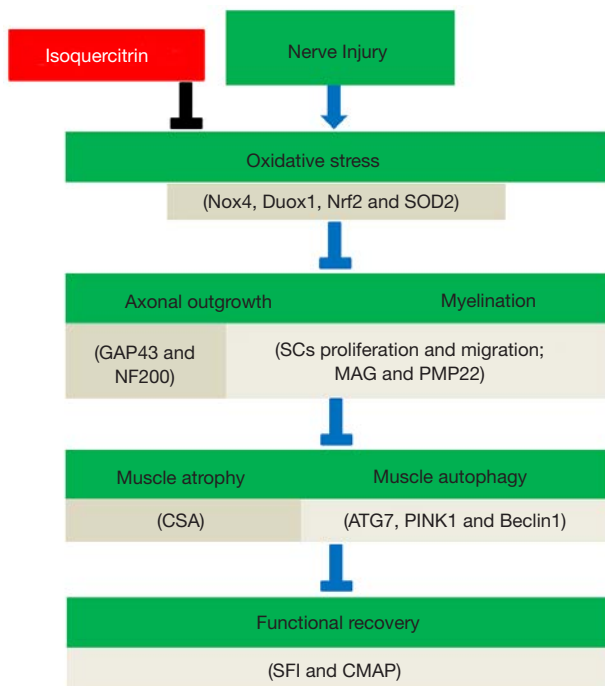 Isoquercitrin
Nerve Injury
Oxidative stress
(Nox4, Duox1, Nrf2 and SOD2)
Axonal outgrowth
Myelination
(GAP43 and
NF200)
(SCs proliferation and migration;
MAG and PMP22)
Muscle atrophy
Muscle autophagy
(CSA)
(ATG7, PINK1 and Beclin1)
Functional recovery
(SFI and CMAP)